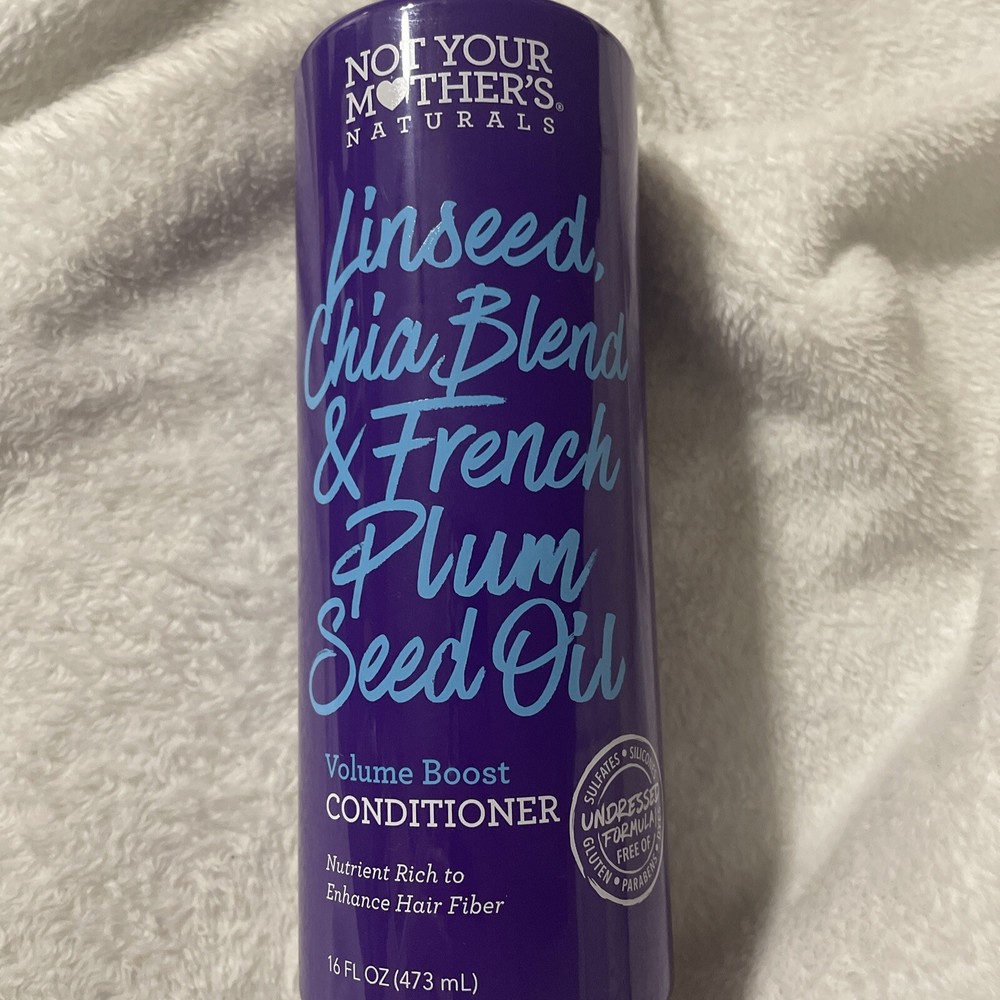 NOT YOUR
MOTHER'S®
NATURALS
Linseed,
Chia Blend
& French
Plum
Seed Oil
Volume Boost
CONDITIONER
Nutrient Rich to
Enhance Hair Fiber
16 FL OZ (473 mL)
SULFATES •
UNDRESSED
FORMULA
FREE OF
GLUTEN • PARABENS •